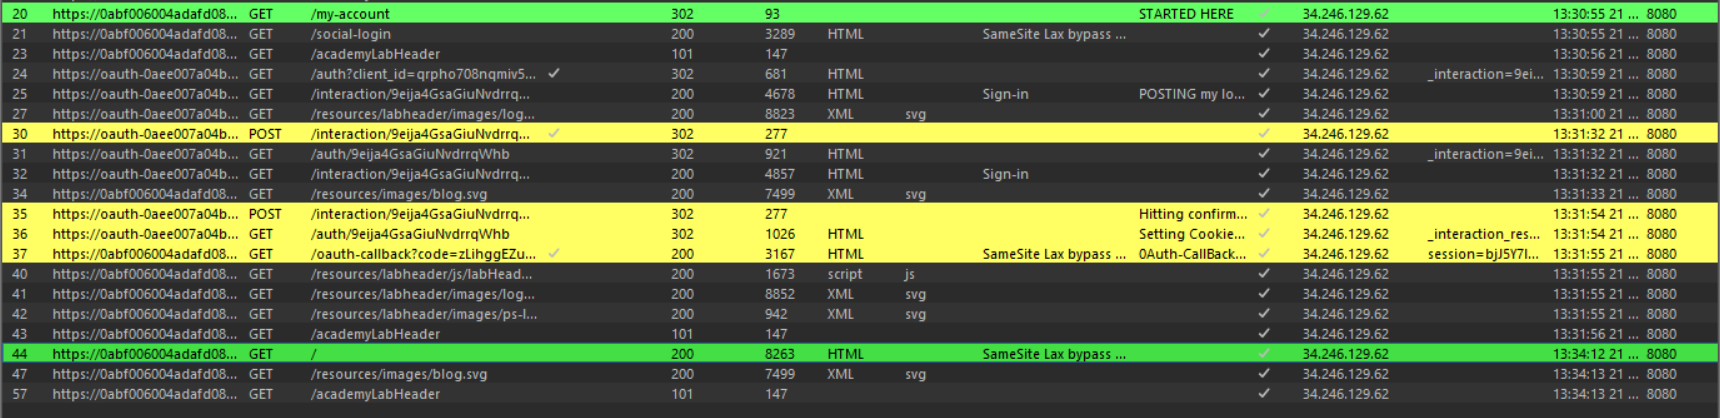 20 https://0abf006004adafd08... GET /my-account 302 93 STARTED HERE ✓ 34.246.129.62 13:30:55 21 ... 8080
21 https://0abf006004adafd08... GET /social-login 200 3289 HTML SameSite Lax bypass ... ✓ 34.246.129.62 13:30:55 21 ... 8080
23 https://0abf006004adafd08... GET /academyLabHeader 101 147 ✓ 34.246.129.62 13:30:56 21 ... 8080
24 https://oauth-0aee007a04b... GET /auth?client_id=qrpho708nqmiv5... ✓ 302 681 HTML ✓ 34.246.129.62 _interaction=9ei... 13:30:59 21 ... 8080
25 https://oauth-0aee007a04b... GET /interaction/9eija4GsaGiuNvdrrq... 200 4678 HTML Sign-in POSTING my lo... ✓ 34.246.129.62 13:30:59 21 ... 8080
27 https://oauth-0aee007a04b... GET /resources/labheader/images/log... 200 8823 XML svg ✓ 34.246.129.62 13:31:00 21 ... 8080
30 https://oauth-0aee007a04b... POST /interaction/9eija4GsaGiuNvdrrq... ✓ 302 277 ✓ 34.246.129.62 13:31:32 21 ... 8080
31 https://oauth-0aee007a04b... GET /auth/9eija4GsaGiuNvdrrqWhb 302 921 HTML ✓ 34.246.129.62 _interaction=9ei... 13:31:32 21 ... 8080
32 https://oauth-0aee007a04b... GET /interaction/9eija4GsaGiuNvdrrq... 200 4857 HTML Sign-in ✓ 34.246.129.62 13:31:32 21 ... 8080
34 https://0abf006004adafd08... GET /resources/images/blog.svg 200 7499 XML svg ✓ 34.246.129.62 13:31:33 21 ... 8080
35 https://oauth-0aee007a04b... POST /interaction/9eija4GsaGiuNvdrrq... 302 277 Hitting confirm... ✓ 34.246.129.62 13:31:54 21 ... 8080
36 https://oauth-0aee007a04b... GET /auth/9eija4GsaGiuNvdrrqWhb 302 1026 HTML Setting Cookie... ✓ 34.246.129.62 _interaction_res... 13:31:54 21 ... 8080
37 https://0abf006004adafd08... GET /oauth-callback?code=zLihggEZu... ✓ 200 3167 HTML SameSite Lax bypass ... 0Auth-CallBack... ✓ 34.246.129.62 session=bjJ5Y7l... 13:31:55 21 ... 8080
40 https://0abf006004adafd08... GET /resources/labheader/js/labHead... 200 1673 script js ✓ 34.246.129.62 13:31:55 21 ... 8080
41 https://0abf006004adafd08... GET /resources/labheader/images/log... 200 8852 XML svg ✓ 34.246.129.62 13:31:55 21 ... 8080
42 https://0abf006004adafd08... GET /resources/labheader/images/ps-l... 200 942 XML svg ✓ 34.246.129.62 13:31:55 21 ... 8080
43 https://0abf006004adafd08... GET /academyLabHeader 101 147 ✓ 34.246.129.62 13:31:56 21 ... 8080
44 https://0abf006004adafd08... GET / 200 8263 HTML SameSite Lax bypass ... ✓ 34.246.129.62 13:34:12 21 ... 8080
47 https://0abf006004adafd08... GET /resources/images/blog.svg 200 7499 XML svg ✓ 34.246.129.62 13:34:13 21 ... 8080
57 https://0abf006004adafd08... GET /academyLabHeader 101 147 ✓ 34.246.129.62 13:34:13 21 ... 8080